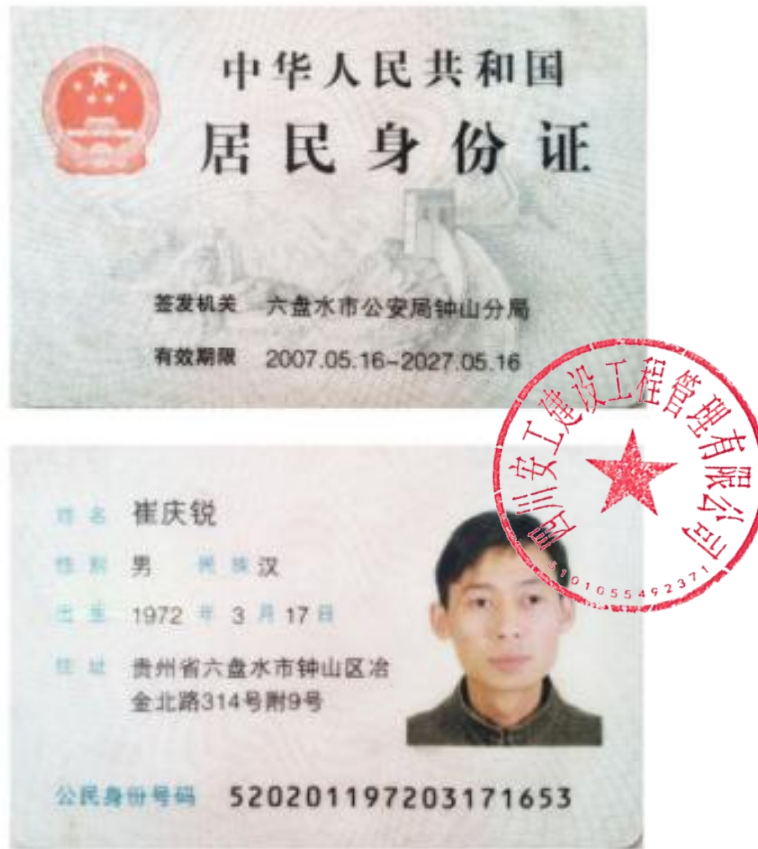 中华人民共和国
居民身份证
签发机关 六盘水市公安局钟山分局
有效期限 2007.05.16-2027.05.16
四川安工建设工程管理有限公司
5101055492371
姓名 崔庆锐
性别 男 民族 汉
出生 1972 年 3 月 17 日
住址 贵州省六盘水市钟山区冶
金北路314号附9号
公民身份号码 520201197203171653